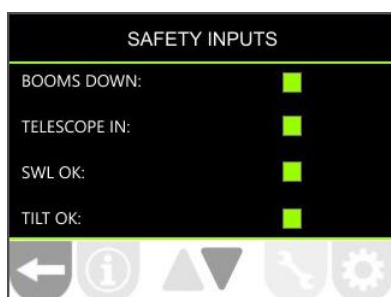 SAFETY INPUTS
BOOMS DOWN:
TELESCOPE IN:
SWL OK:
TILT OK: